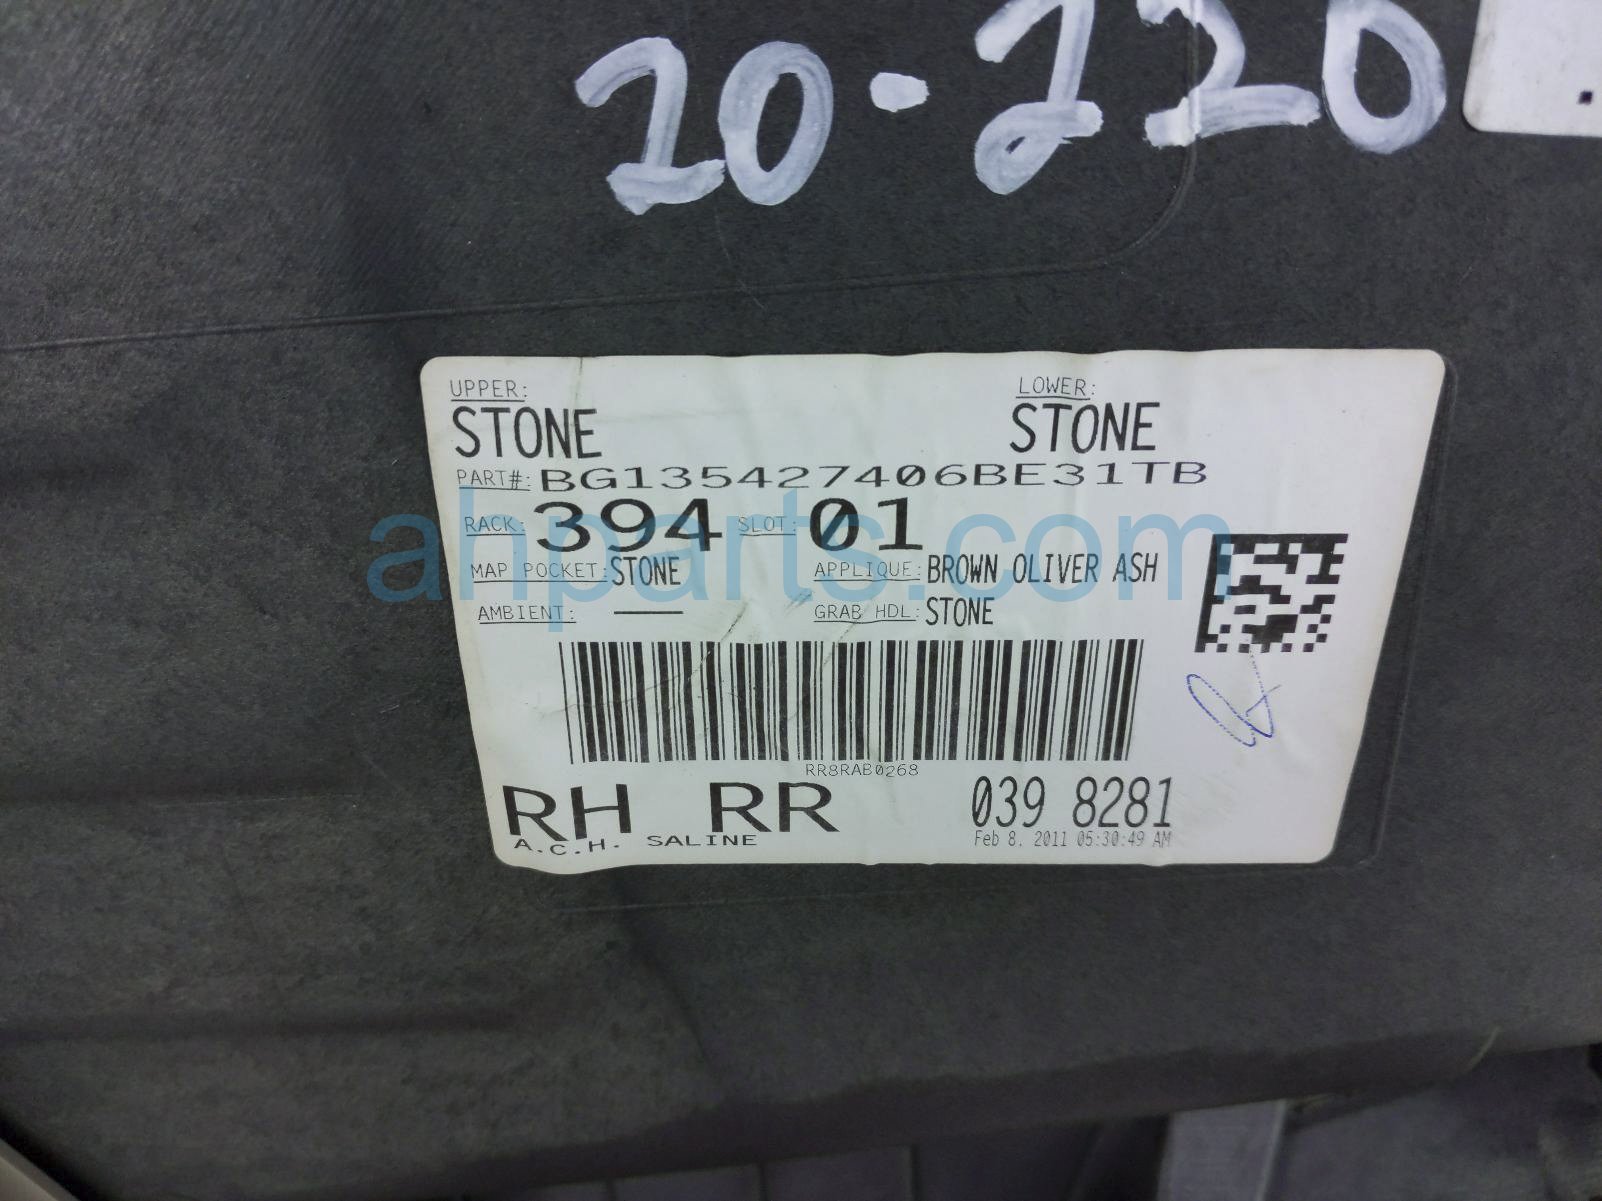 20-220
UPPER: LOWER:
STONE STONE
PART#: BG135427406BE31TB
RACK: 394 SLOT: 01
MAP POCKET: STONE APPLIQUE: BROWN OLIVER ASH
AMBIENT: —— GRAB HDL: STONE
RR8RAB0268
RH RR 039 8281
A.C.H. SALINE Feb 8, 2011 05:30:49 AM
ahparts.com